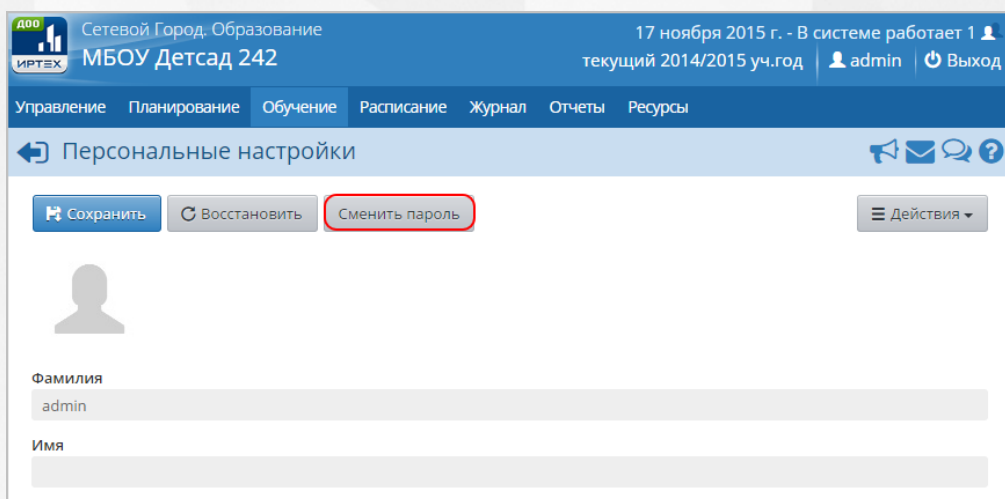 ДОО
ИРТЕХ
Сетевой Город. Образование
МБОУ Детсад 242
17 ноября 2015 г. - В системе работает 1
текущий 2014/2015 уч.год admin Выход
Управление Планирование Обучение Расписание Журнал Отчеты Ресурсы
Персональные настройки
Сохранить Восстановить Сменить пароль Действия
Фамилия
admin
Имя